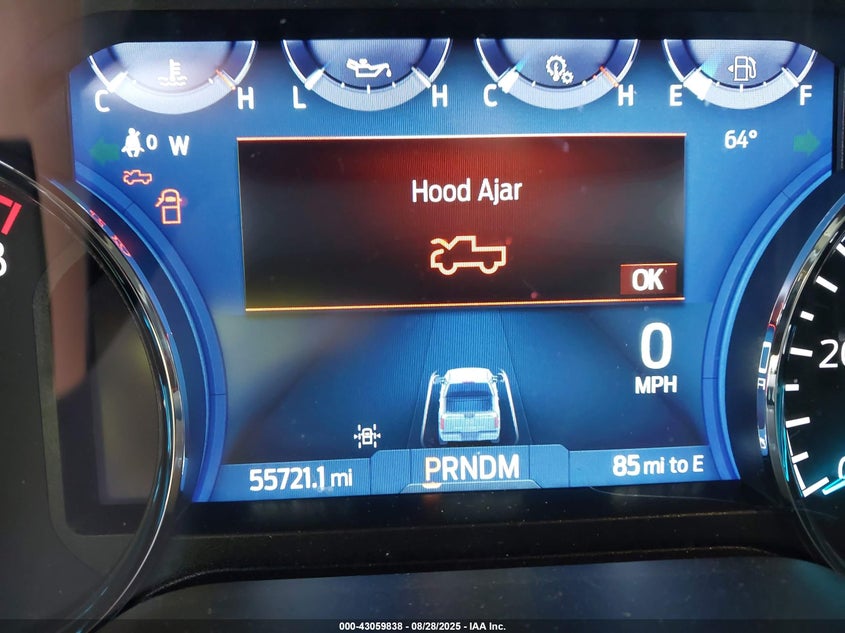 C H L H C H E F
0 W 64°
Hood Ajar
OK
0
MPH
55721.1 mi PRNDM 85 mi to E
000-43059838 - 08/28/2025 - IAA Inc.